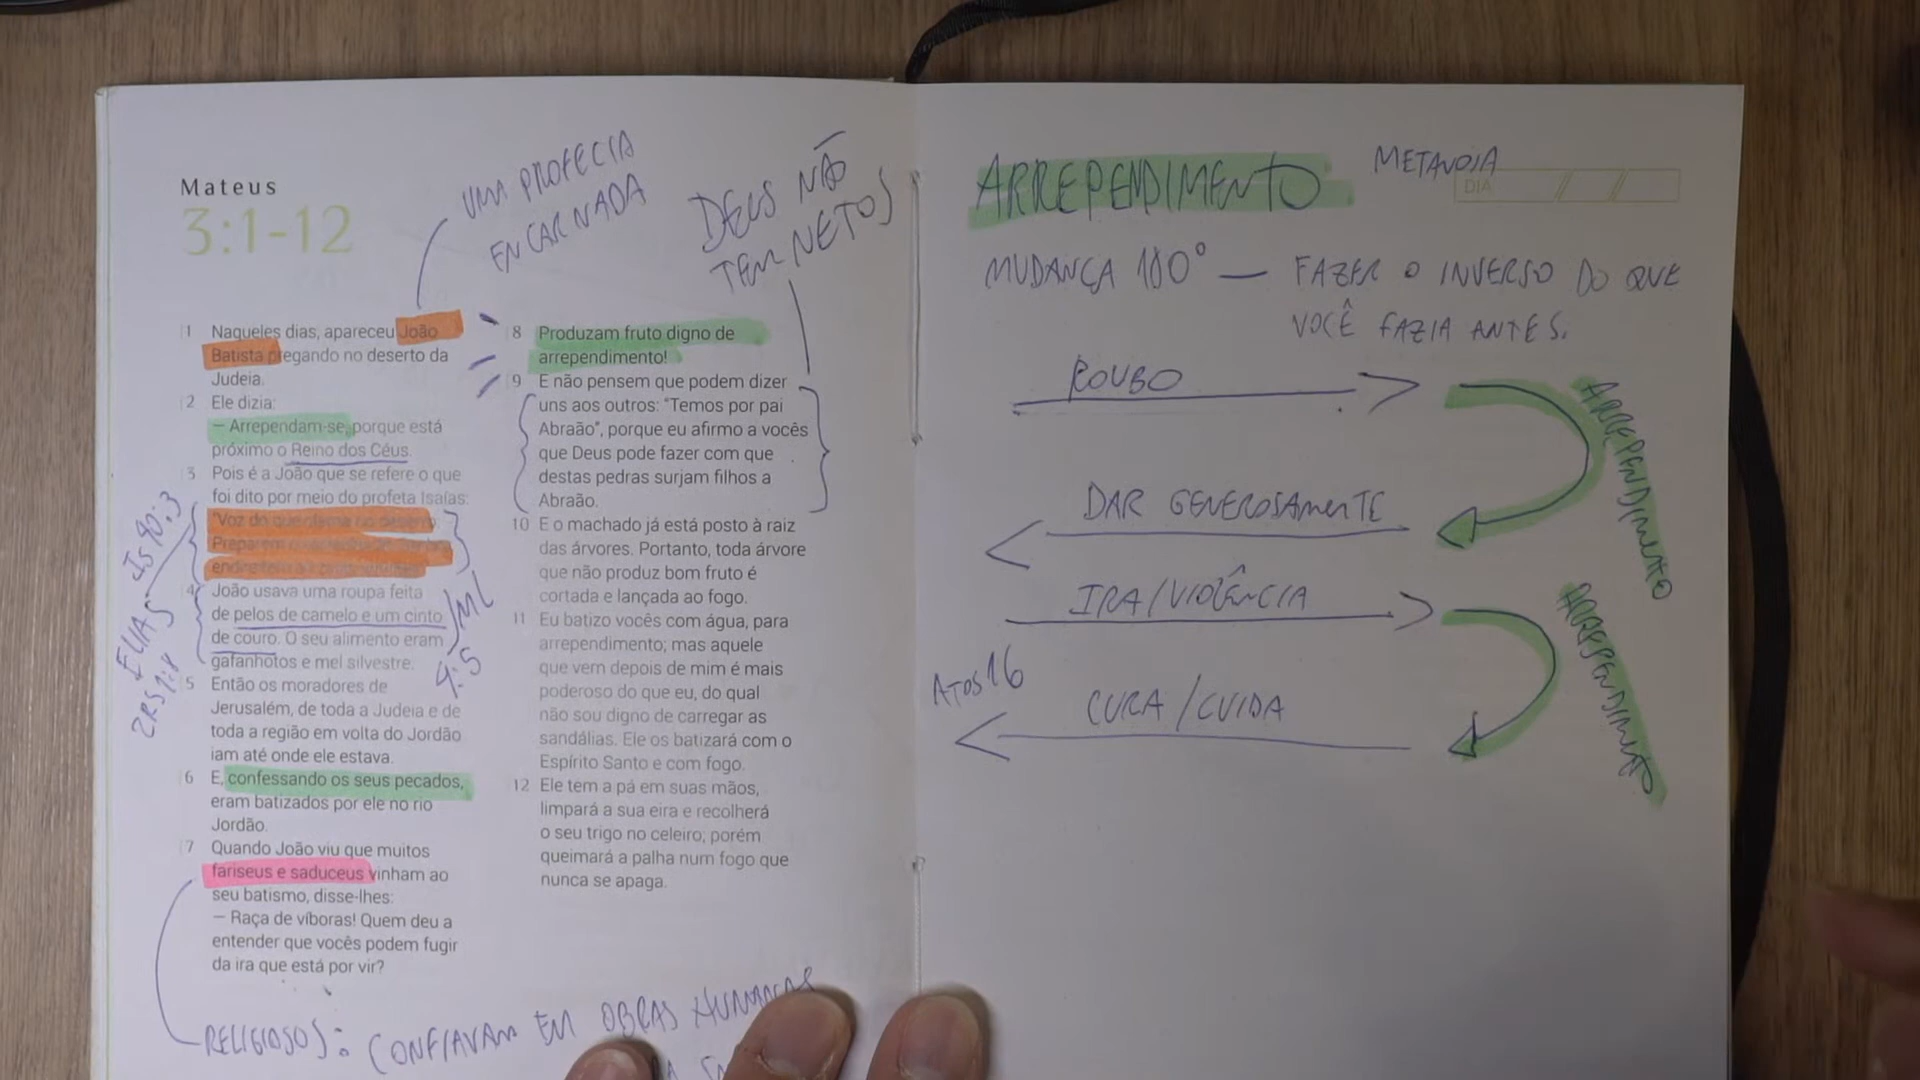 Mateus
3:1-12
UMA PROFECIA
ENCARNADA
DEUS NÃO
TEM NETOS
1 Naqueles dias, apareceu João
Batista pregando no deserto da
Judeia.
2 Ele dizia:
— Arrependam-se, porque está
próximo o Reino dos Céus.
3 Pois é a João que se refere o que
foi dito por meio do profeta Isaías:
"Voz do que clama no deserto:
Preparem
4 João usava uma roupa feita
de pelos de camelo e um cinto
de couro. O seu alimento eram
gafanhotos e mel silvestre.
5 Então os moradores de
Jerusalém, de toda a Judeia e de
toda a região em volta do Jordão
iam até onde ele estava.
6 E, confessando os seus pecados,
eram batizados por ele no rio
Jordão.
7 Quando João viu que muitos
fariseus e saduceus vinham ao
seu batismo, disse-lhes:
— Raça de víboras! Quem deu a
entender que vocês podem fugir
da ira que está por vir?
Is 40:3
ELIAS
2RS 1:8
ML
4:5
RELIGIOSOS: CONFIAVAM EM OBRAS HUMANAS
8 Produzam fruto digno de
arrependimento!
9 E não pensem que podem dizer
uns aos outros: "Temos por pai
Abraão", porque eu afirmo a vocês
que Deus pode fazer com que
destas pedras surjam filhos a
Abraão.
10 E o machado já está posto à raiz
das árvores. Portanto, toda árvore
que não produz bom fruto é
cortada e lançada ao fogo.
11 Eu batizo vocês com água, para
arrependimento; mas aquele
que vem depois de mim é mais
poderoso do que eu, do qual
não sou digno de carregar as
sandálias. Ele os batizará com o
Espírito Santo e com fogo.
12 Ele tem a pá em suas mãos,
limpará a sua eira e recolherá
o seu trigo no celeiro; porém
queimará a palha num fogo que
nunca se apaga.
ARREPENDIMENTO
METANOIA
DIA / /
MUDANÇA 180° — FAZER O INVERSO DO QUE
VOCÊ FAZIA ANTES.
ROUBO
ARREPENDIMENTO
DAR GENEROSAMENTE
IRA/VIOLÊNCIA
ARREPENDIMENTO
ATOS 16
CURA/CUIDA